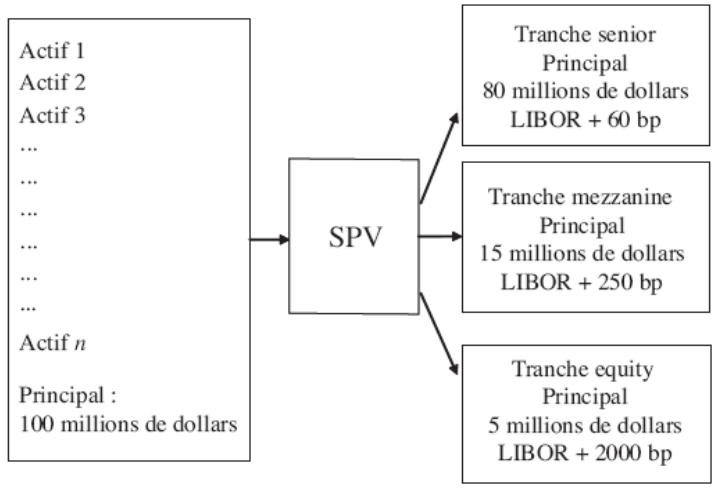 Actif 1
Actif 2
Actif 3
...
...
...
...
...
...
Actif n
Principal :
100 millions de dollars
SPV
Tranche senior
Principal
80 millions de dollars
LIBOR + 60 bp
Tranche mezzanine
Principal
15 millions de dollars
LIBOR + 250 bp
Tranche equity
Principal
5 millions de dollars
LIBOR + 2000 bp